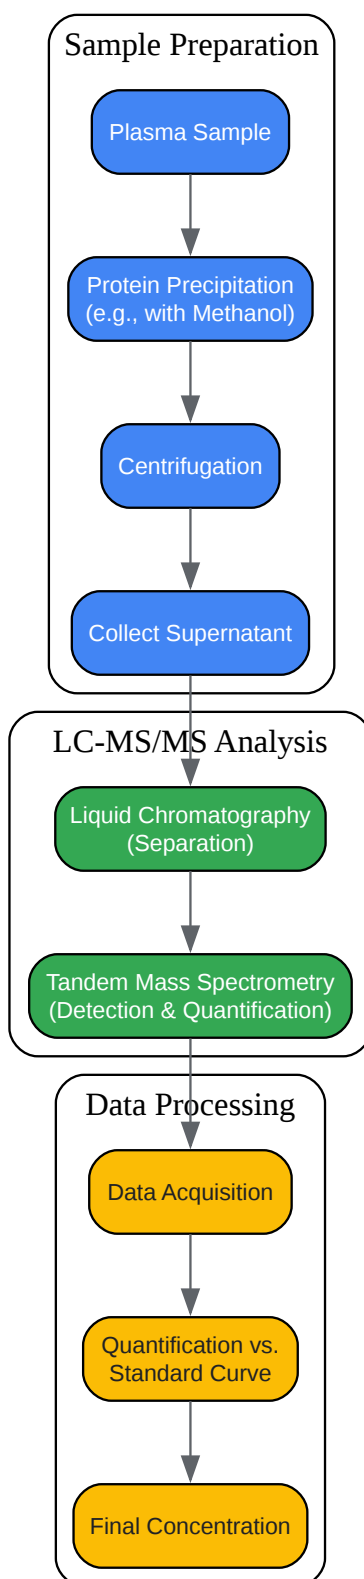 Sample Preparation
Plasma Sample
Protein Precipitation
(e.g., with Methanol)
Centrifugation
Collect Supernatant
LC-MS/MS Analysis
Liquid Chromatography
(Separation)
Tandem Mass Spectrometry
(Detection & Quantification)
Data Processing
Data Acquisition
Quantification vs.
Standard Curve
Final Concentration